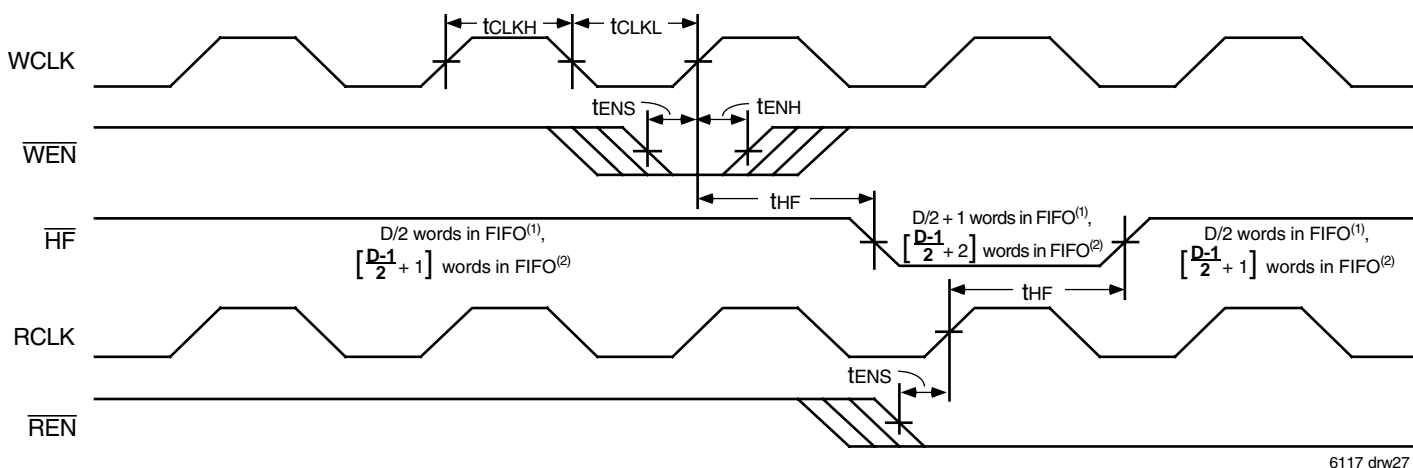 tCLKH
tCLKL
WCLK
tENS
tENH
WEN
tHF
HF
D/2 words in FIFO(1),
[D-1/2 + 1] words in FIFO(2)
D/2 + 1 words in FIFO(1),
[D-1/2 + 2] words in FIFO(2)
D/2 words in FIFO(1),
[D-1/2 + 1] words in FIFO(2)
tHF
RCLK
tENS
REN
6117 drw27